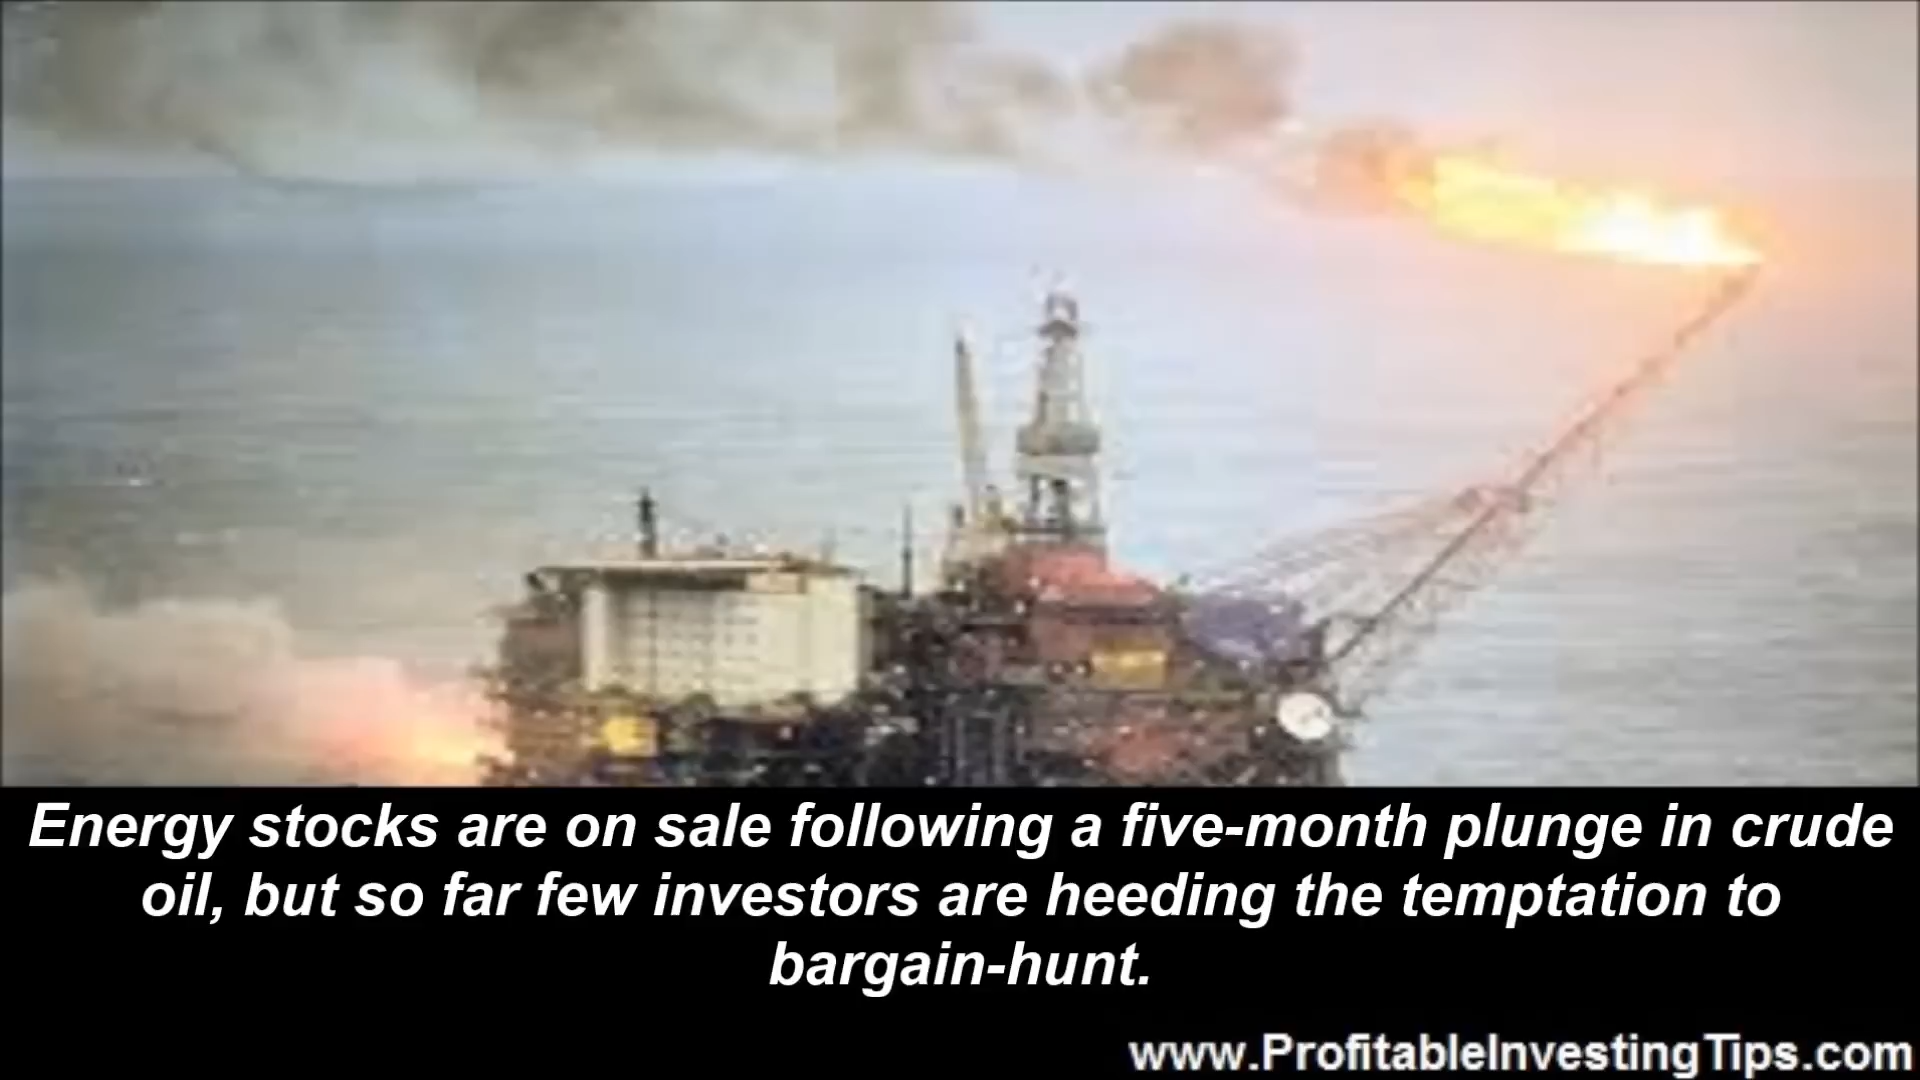 Energy stocks are on sale following a five-month plunge in crude
oil, but so far few investors are heeding the temptation to
bargain-hunt.
www.ProfitableInvestingTips.com